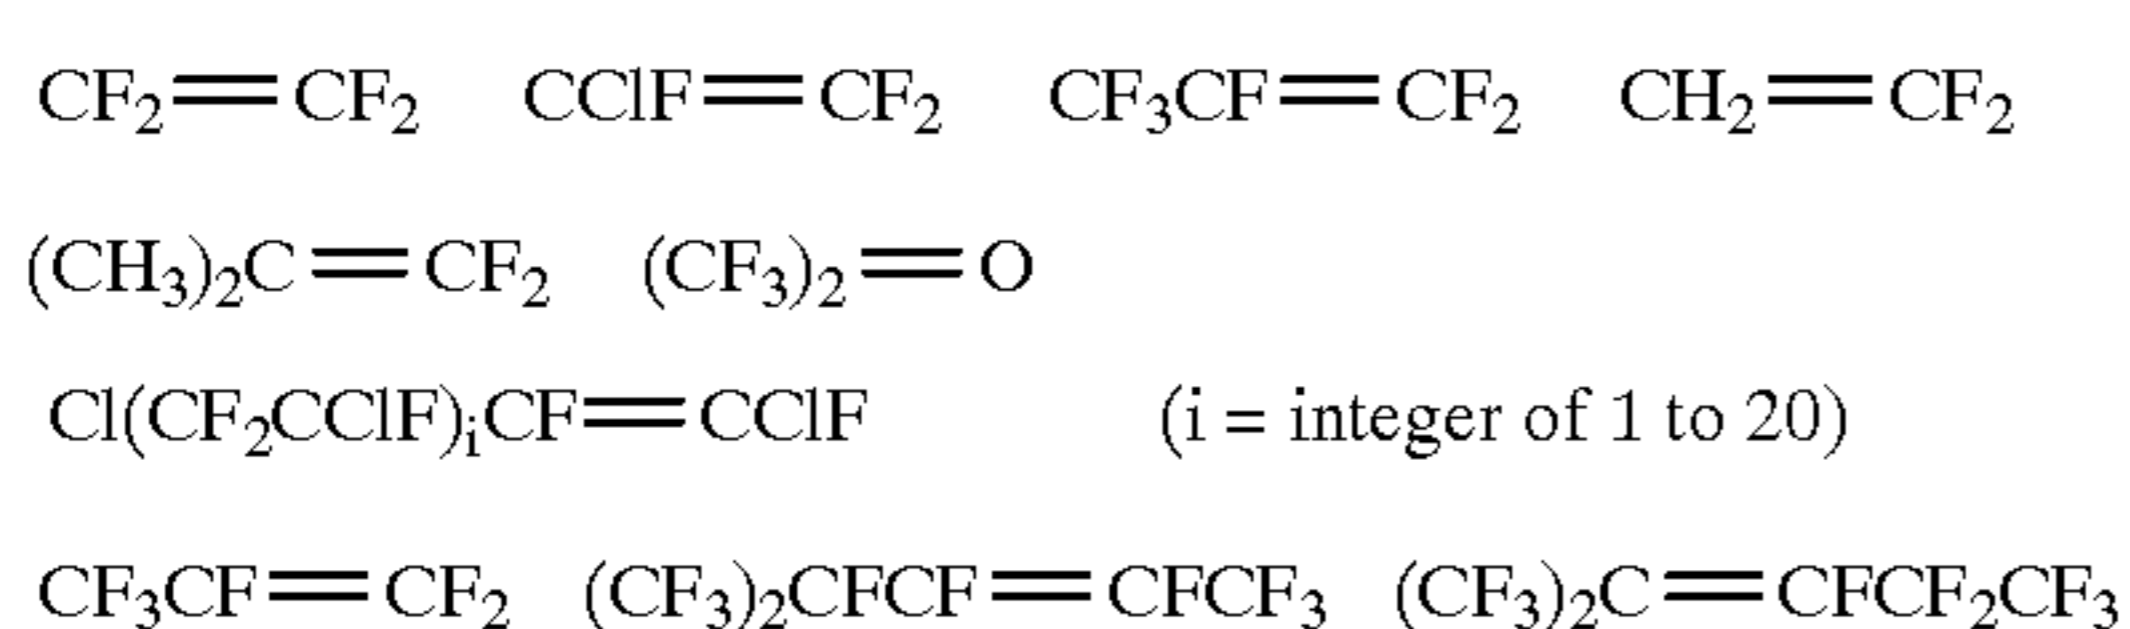 CF₂=CF₂ CClF=CF₂ CF₃CF=CF₂ CH₂=CF₂
(CH₃)₂C=CF₂ (CF₃)₂=O
Cl(CF₂CClF)ᵢCF=CClF (i = integer of 1 to 20)
CF₃CF=CF₂ (CF₃)₂CFCF=CFCF₃ (CF₃)₂C=CFCF₂CF₃